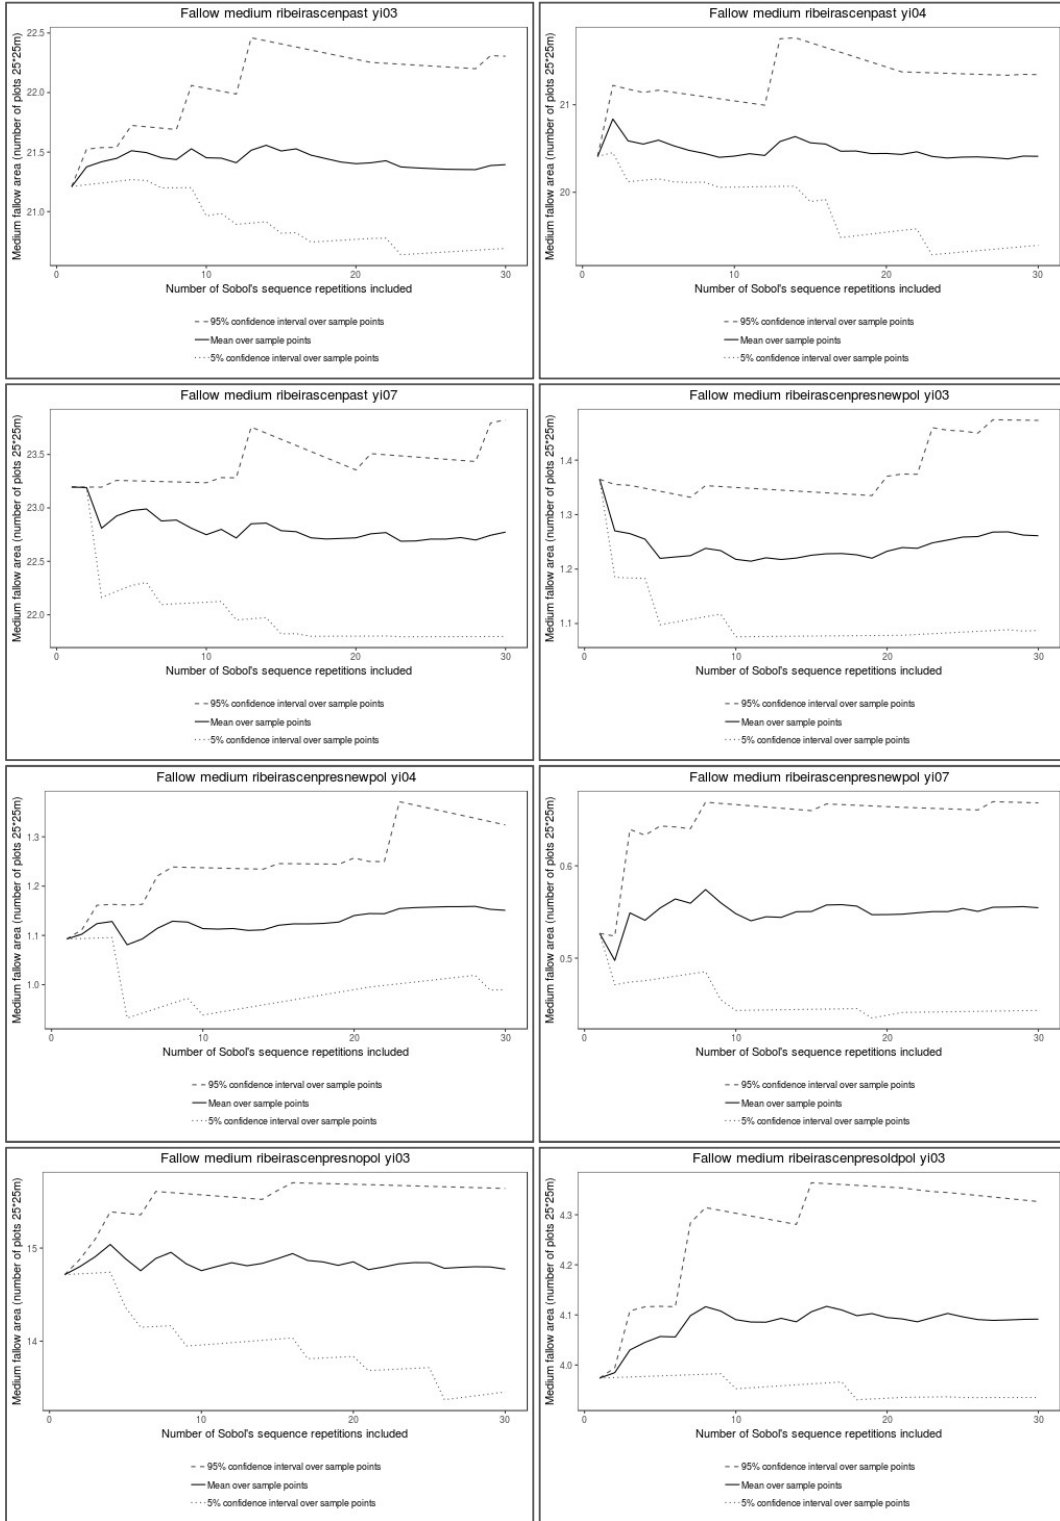 Fallow medium ribeirascenpast yi03
Medium fallow area (number of plots 25*25m)
22.5
22.0
21.5
21.0
0
10
20
30
Number of Sobol's sequence repetitions included
95% confidence interval over sample points
Mean over sample points
5% confidence interval over sample points
Fallow medium ribeirascenpast yi04
Medium fallow area (number of plots 25*25m)
21
20
0
10
20
30
Number of Sobol's sequence repetitions included
95% confidence interval over sample points
Mean over sample points
5% confidence interval over sample points
Fallow medium ribeirascenpast yi07
Medium fallow area (number of plots 25*25m)
23.5
23.0
22.5
22.0
0
10
20
30
Number of Sobol's sequence repetitions included
95% confidence interval over sample points
Mean over sample points
5% confidence interval over sample points
Fallow medium ribeirascenpresnewpol yi03
Medium fallow area (number of plots 25*25m)
1.4
1.3
1.2
1.1
0
10
20
30
Number of Sobol's sequence repetitions included
95% confidence interval over sample points
Mean over sample points
5% confidence interval over sample points
Fallow medium ribeirascenpresnewpol yi04
Medium fallow area (number of plots 25*25m)
1.3
1.2
1.1
1.0
0
10
20
30
Number of Sobol's sequence repetitions included
95% confidence interval over sample points
Mean over sample points
5% confidence interval over sample points
Fallow medium ribeirascenpresnewpol yi07
Medium fallow area (number of plots 25*25m)
0.6
0.5
0
10
20
30
Number of Sobol's sequence repetitions included
95% confidence interval over sample points
Mean over sample points
5% confidence interval over sample points
Fallow medium ribeirascenpresnopol yi03
Medium fallow area (number of plots 25*25m)
15
14
0
10
20
30
Number of Sobol's sequence repetitions included
95% confidence interval over sample points
Mean over sample points
5% confidence interval over sample points
Fallow medium ribeirascenpresoldpol yi03
Medium fallow area (number of plots 25*25m)
4.3
4.2
4.1
4.0
0
10
20
30
Number of Sobol's sequence repetitions included
95% confidence interval over sample points
Mean over sample points
5% confidence interval over sample points